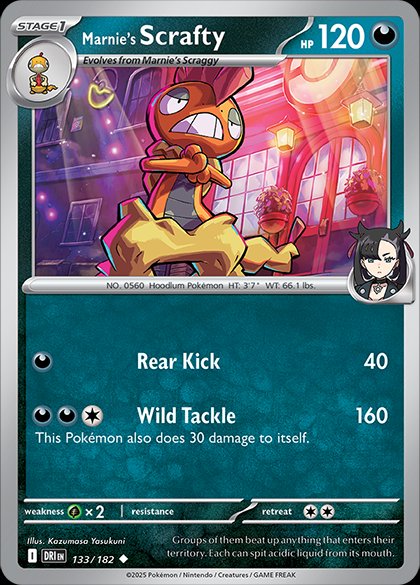 STAGE 1
Marnie's Scrafty HP 120
Evolves from Marnie's Scraggy
NO. 0560 Hoodlum Pokémon HT: 3'7" WT: 66.1 lbs.
Rear Kick 40
Wild Tackle 160
This Pokémon also does 30 damage to itself.
weakness ×2 resistance retreat
Illus. Kazumasa Yasukuni
I DRI EN 133/182
Groups of them beat up anything that enters their
territory. Each can spit acidic liquid from its mouth.
©2025 Pokémon / Nintendo / Creatures / GAME FREAK